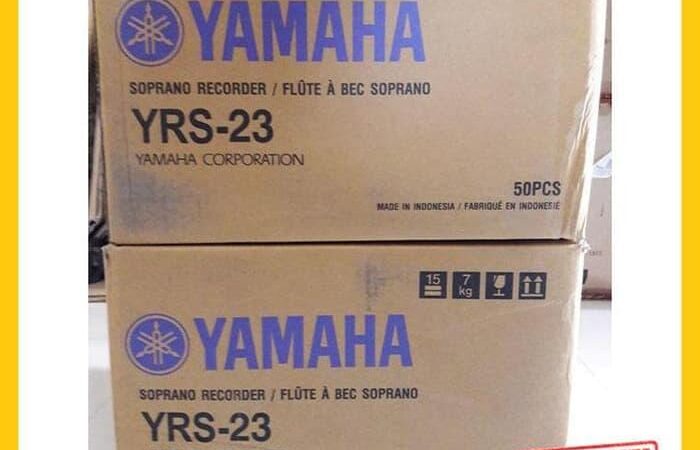 YAMAHA
SOPRANO RECORDER / FLÛTE À BEC SOPRANO
YRS-23
YAMAHA CORPORATION
50PCS
MADE IN INDONESIA / FABRIQUÉ EN INDONESIE
15
7
kg
YAMAHA
SOPRANO RECORDER / FLÛTE À BEC SOPRANO
YRS-23